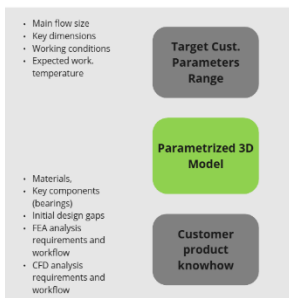 • Main flow size
• Key dimensions
• Working conditions
• Expected work.
temperature
Target Cust.
Parameters
Range
Parametrized 3D
Model
• Materials,
• Key components
(bearings)
• Initial design gaps
• FEA analysis
requirements and
workflow
• CFD analysis
requirements and
workflow
Customer
product
knowhow